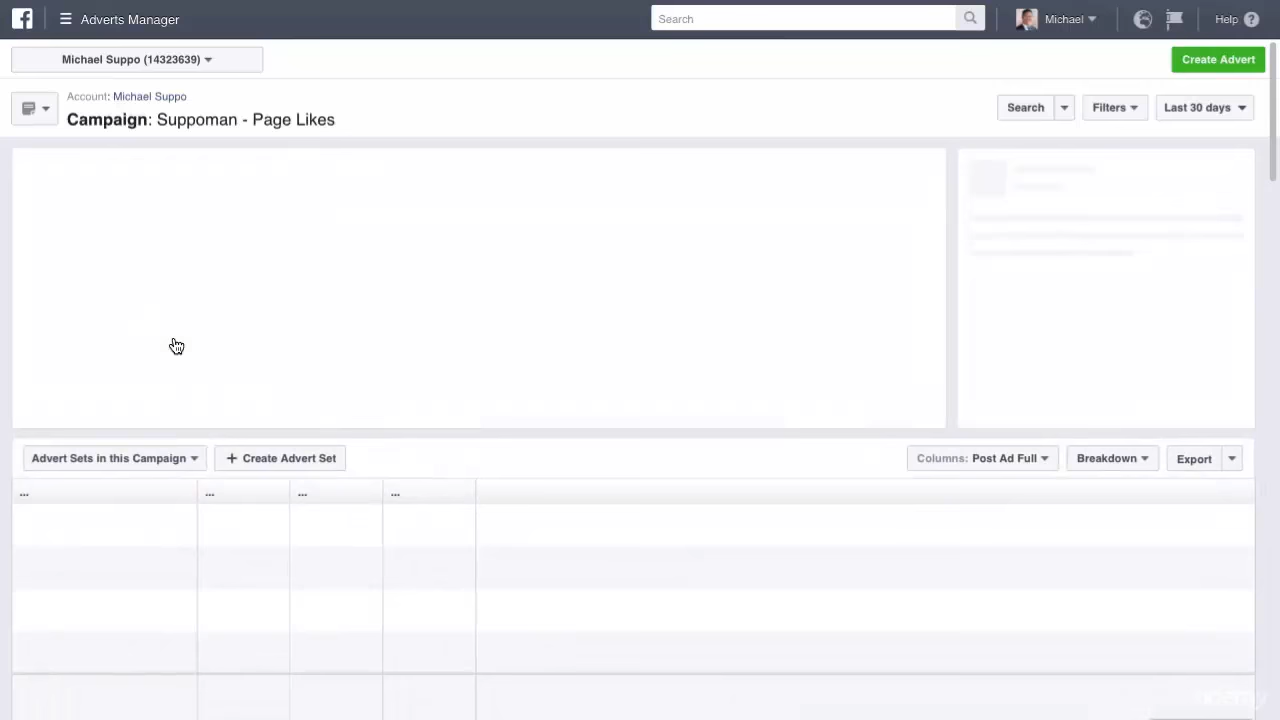 f
Adverts Manager
Search
Michael
Help ?
Michael Suppo (14323639)
Create Advert
Account: Michael Suppo
Campaign: Suppoman - Page Likes
Search
Filters
Last 30 days
Advert Sets in this Campaign
+ Create Advert Set
Columns: Post Ad Full
Breakdown
Export
... ... ... ...
udemy